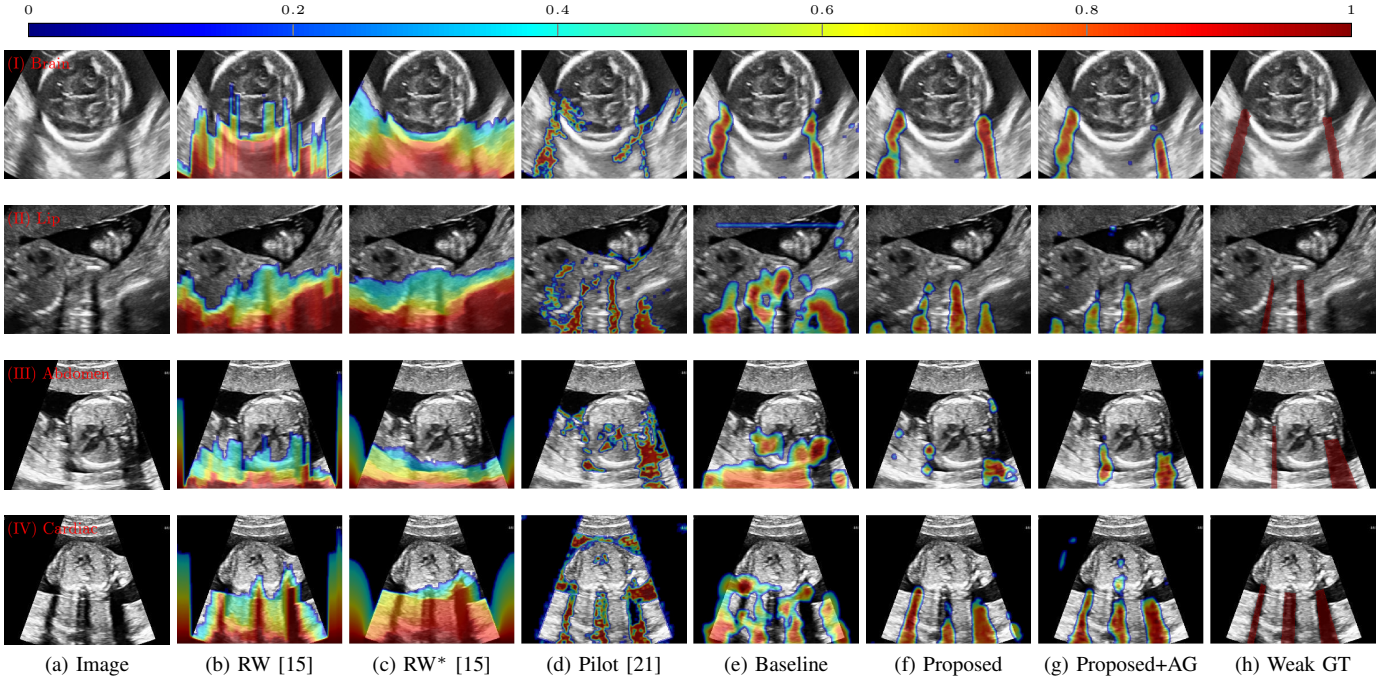 0 0.2 0.4 0.6 0.8 1
(I) Brain
(II) Lip
(III) Abdomen
(IV) Cardiac
(a) Image (b) RW [15] (c) RW* [15] (d) Pilot [21] (e) Baseline (f) Proposed (g) Proposed+AG (h) Weak GT